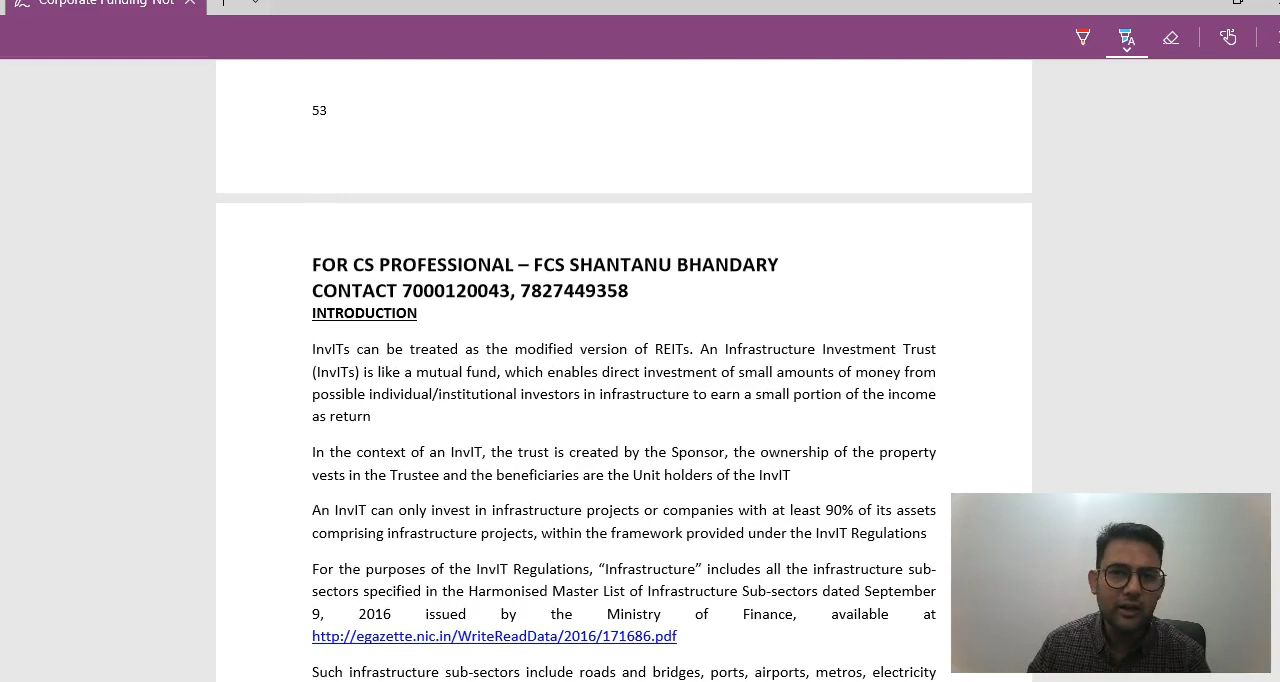 Corporate Funding-Not
53
FOR CS PROFESSIONAL – FCS SHANTANU BHANDARY
CONTACT 7000120043, 7827449358
INTRODUCTION
InvITs can be treated as the modified version of REITs. An Infrastructure Investment Trust
(InvITs) is like a mutual fund, which enables direct investment of small amounts of money from
possible individual/institutional investors in infrastructure to earn a small portion of the income
as return
In the context of an InvIT, the trust is created by the Sponsor, the ownership of the property
vests in the Trustee and the beneficiaries are the Unit holders of the InvIT
An InvIT can only invest in infrastructure projects or companies with at least 90% of its assets
comprising infrastructure projects, within the framework provided under the InvIT Regulations
For the purposes of the InvIT Regulations, “Infrastructure” includes all the infrastructure sub-
sectors specified in the Harmonised Master List of Infrastructure Sub-sectors dated September
9, 2016 issued by the Ministry of Finance, available at
http://egazette.nic.in/WriteReadData/2016/171686.pdf
Such infrastructure sub-sectors include roads and bridges, ports, airports, metros, electricity